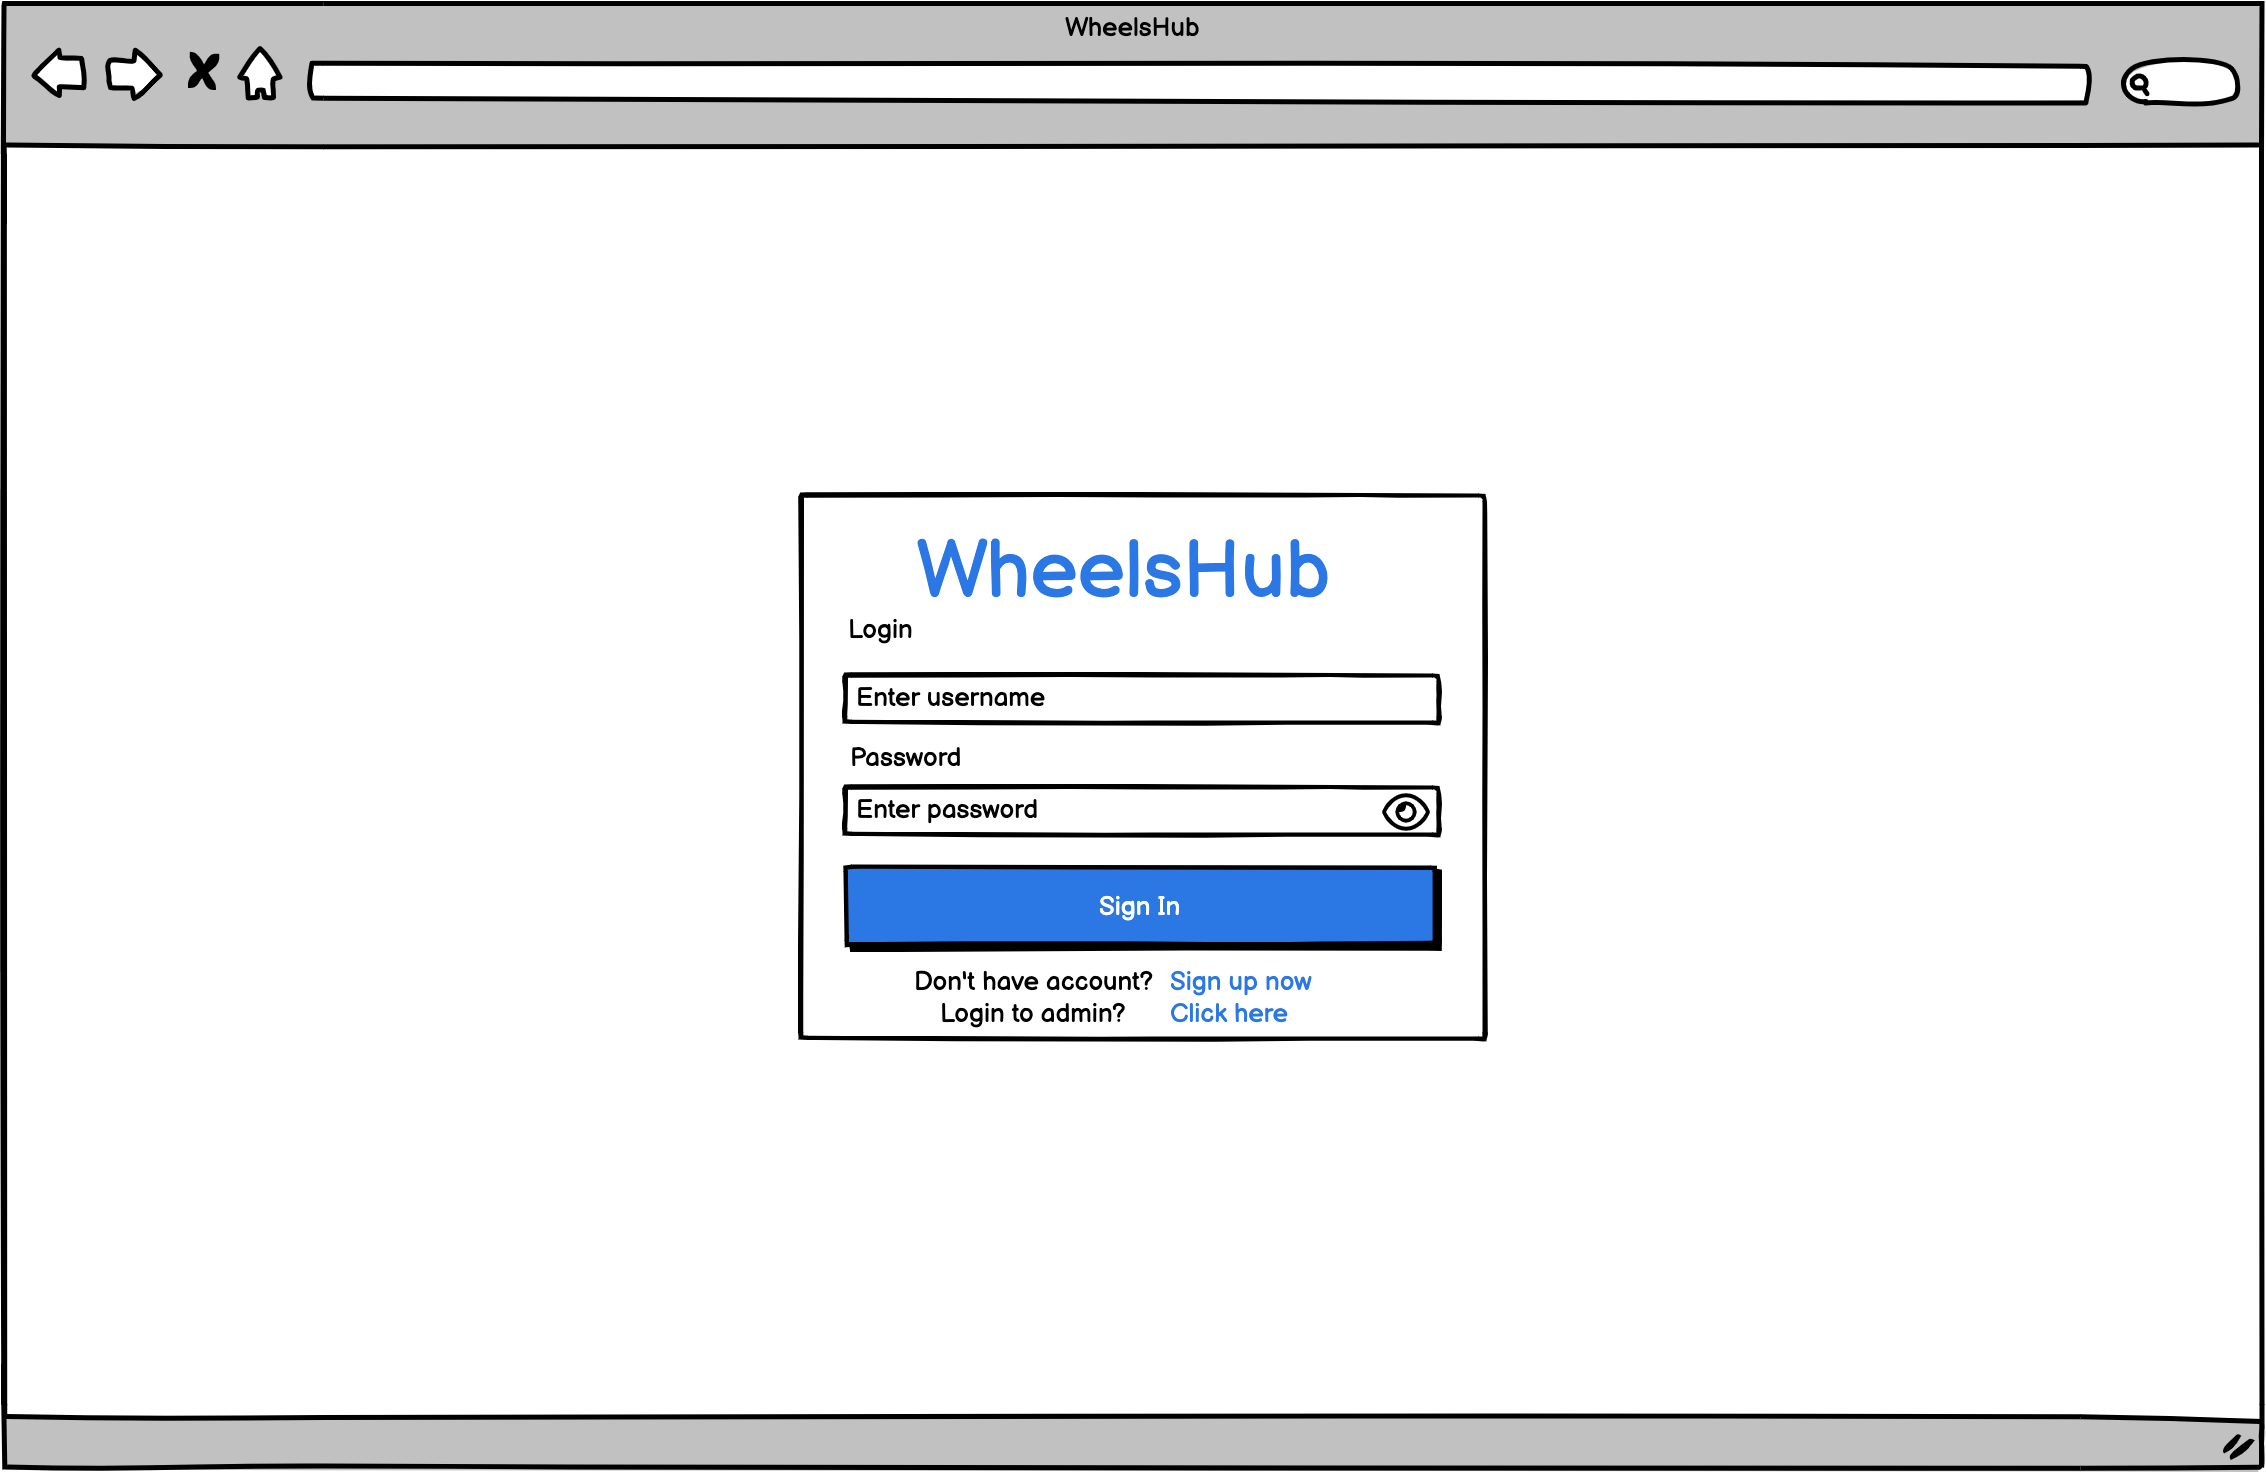 WheelsHub
WheelsHub
Login
Enter username
Password
Enter password
Sign In
Don't have account? Sign up now
Login to admin? Click here